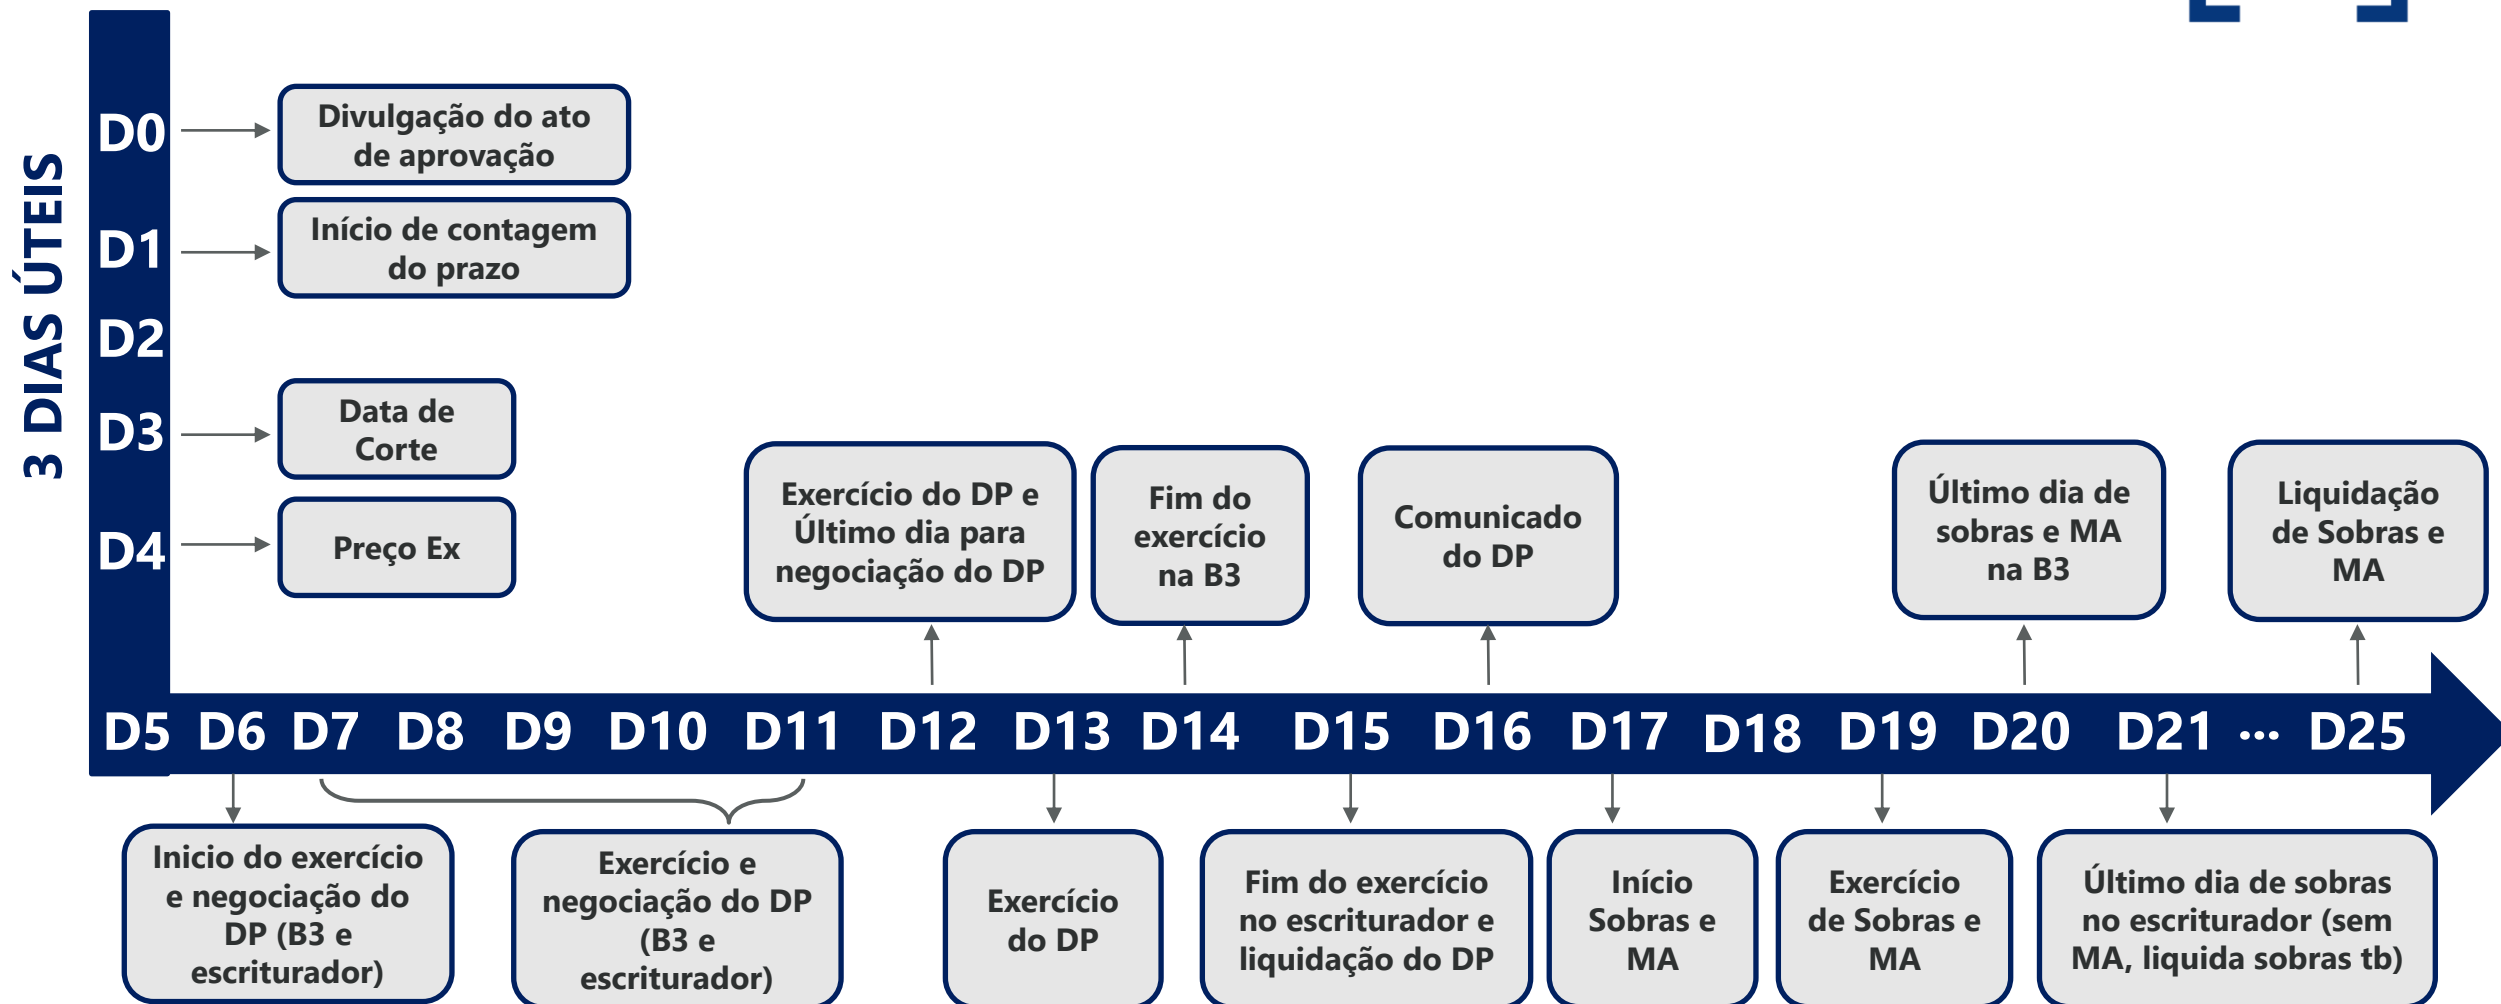 3 DIAS ÚTEIS
D0
Divulgação do ato
de aprovação
D1
Início de contagem
do prazo
D2
D3
Data de
Corte
D4
Preço Ex
Exercício do DP e
Último dia para
negociação do DP
Fim do
exercício
na B3
Comunicado
do DP
Último dia de
sobras e MA
na B3
Liquidação
de Sobras e
MA
D5 D6 D7 D8 D9 D10 D11 D12 D13 D14 D15 D16 D17 D18 D19 D20 D21 ... D25
Inicio do exercício
e negociação do
DP (B3 e
escriturador)
Exercício e
negociação do DP
(B3 e
escriturador)
Exercício
do DP
Fim do exercício
no escriturador e
liquidação do DP
Início
Sobras e
MA
Exercício
de Sobras e
MA
Último dia de sobras
no escriturador (sem
MA, liquida sobras tb)